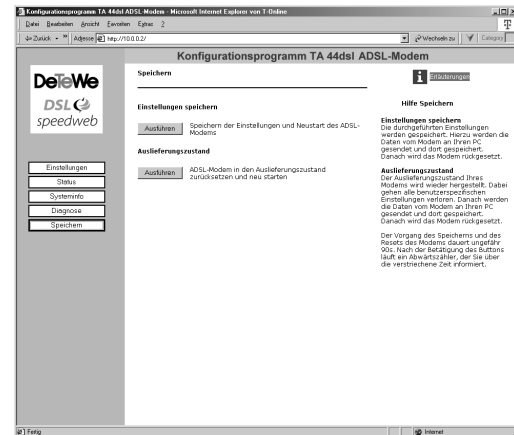 Konfigurationsprogramm TA 44dsl ADSL-Modem - Microsoft Internet Explorer von T-Online
Datei Bearbeiten Ansicht Favoriten Extras ?
Zurück » Adresse http://10.0.0.2/ Wechseln zu Category
Konfigurationsprogramm TA 44dsl ADSL-Modem
DeTeWe
DSL
speedweb
Einstellungen
Status
Systeminfo
Diagnose
Speichern
Speichern
Einstellungen speichern
Ausführen
Speichern der Einstellungen und Neustart des ADSL-
Modems
Auslieferungszustand
Ausführen
ADSL-Modem in den Auslieferungszustand
zurücksetzen und neu starten
i Erläuterungen
Hilfe Speichern
Einstellungen speichern
Die durchgeführten Einstellungen
werden gespeichert. Hierzu werden die
Daten vom Modem an Ihren PC
gesendet und dort gespeichert.
Danach wird das Modem rückgesetzt.
Auslieferungszustand
Der Auslieferungszustand Ihres
Modems wird wieder hergestellt. Dabei
gehen alle benutzerspezifischen
Einstellungen verloren. Danach werden
die Daten vom Modem an Ihren PC
gesendet und dort gespeichert.
Danach wird das Modem rückgesetzt.
Der Vorgang des Speicherns und des
Resets des Modems dauert ungefähr
90s. Nach der Betätigung des Buttons
läuft ein Abwärtszähler, der Sie über
die verstrichene Zeit informiert.
Fertig
Internet